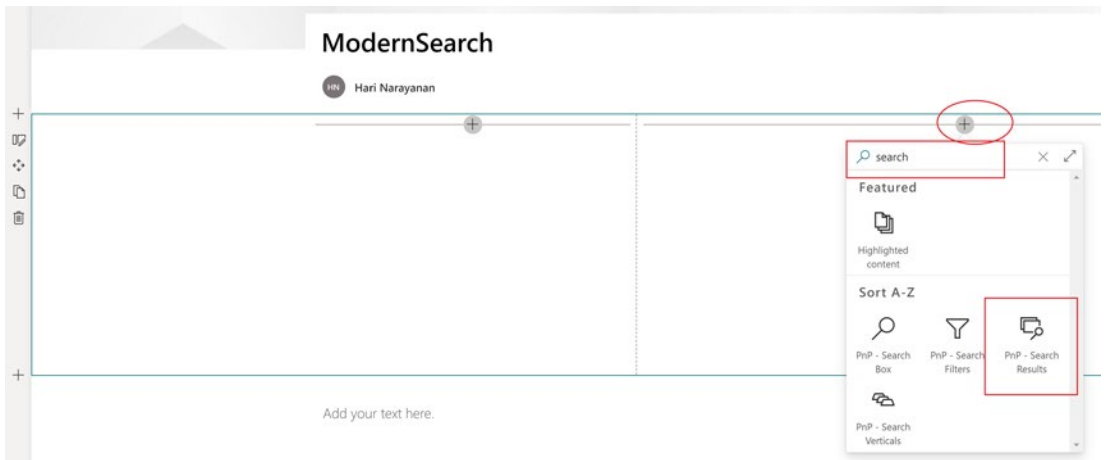 ModernSearch
HN
Hari Narayanan
search
Featured
Highlighted
content
Sort A-Z
PnP - Search
Box
PnP - Search
Filters
PnP - Search
Results
PnP - Search
Verticals
Add your text here.